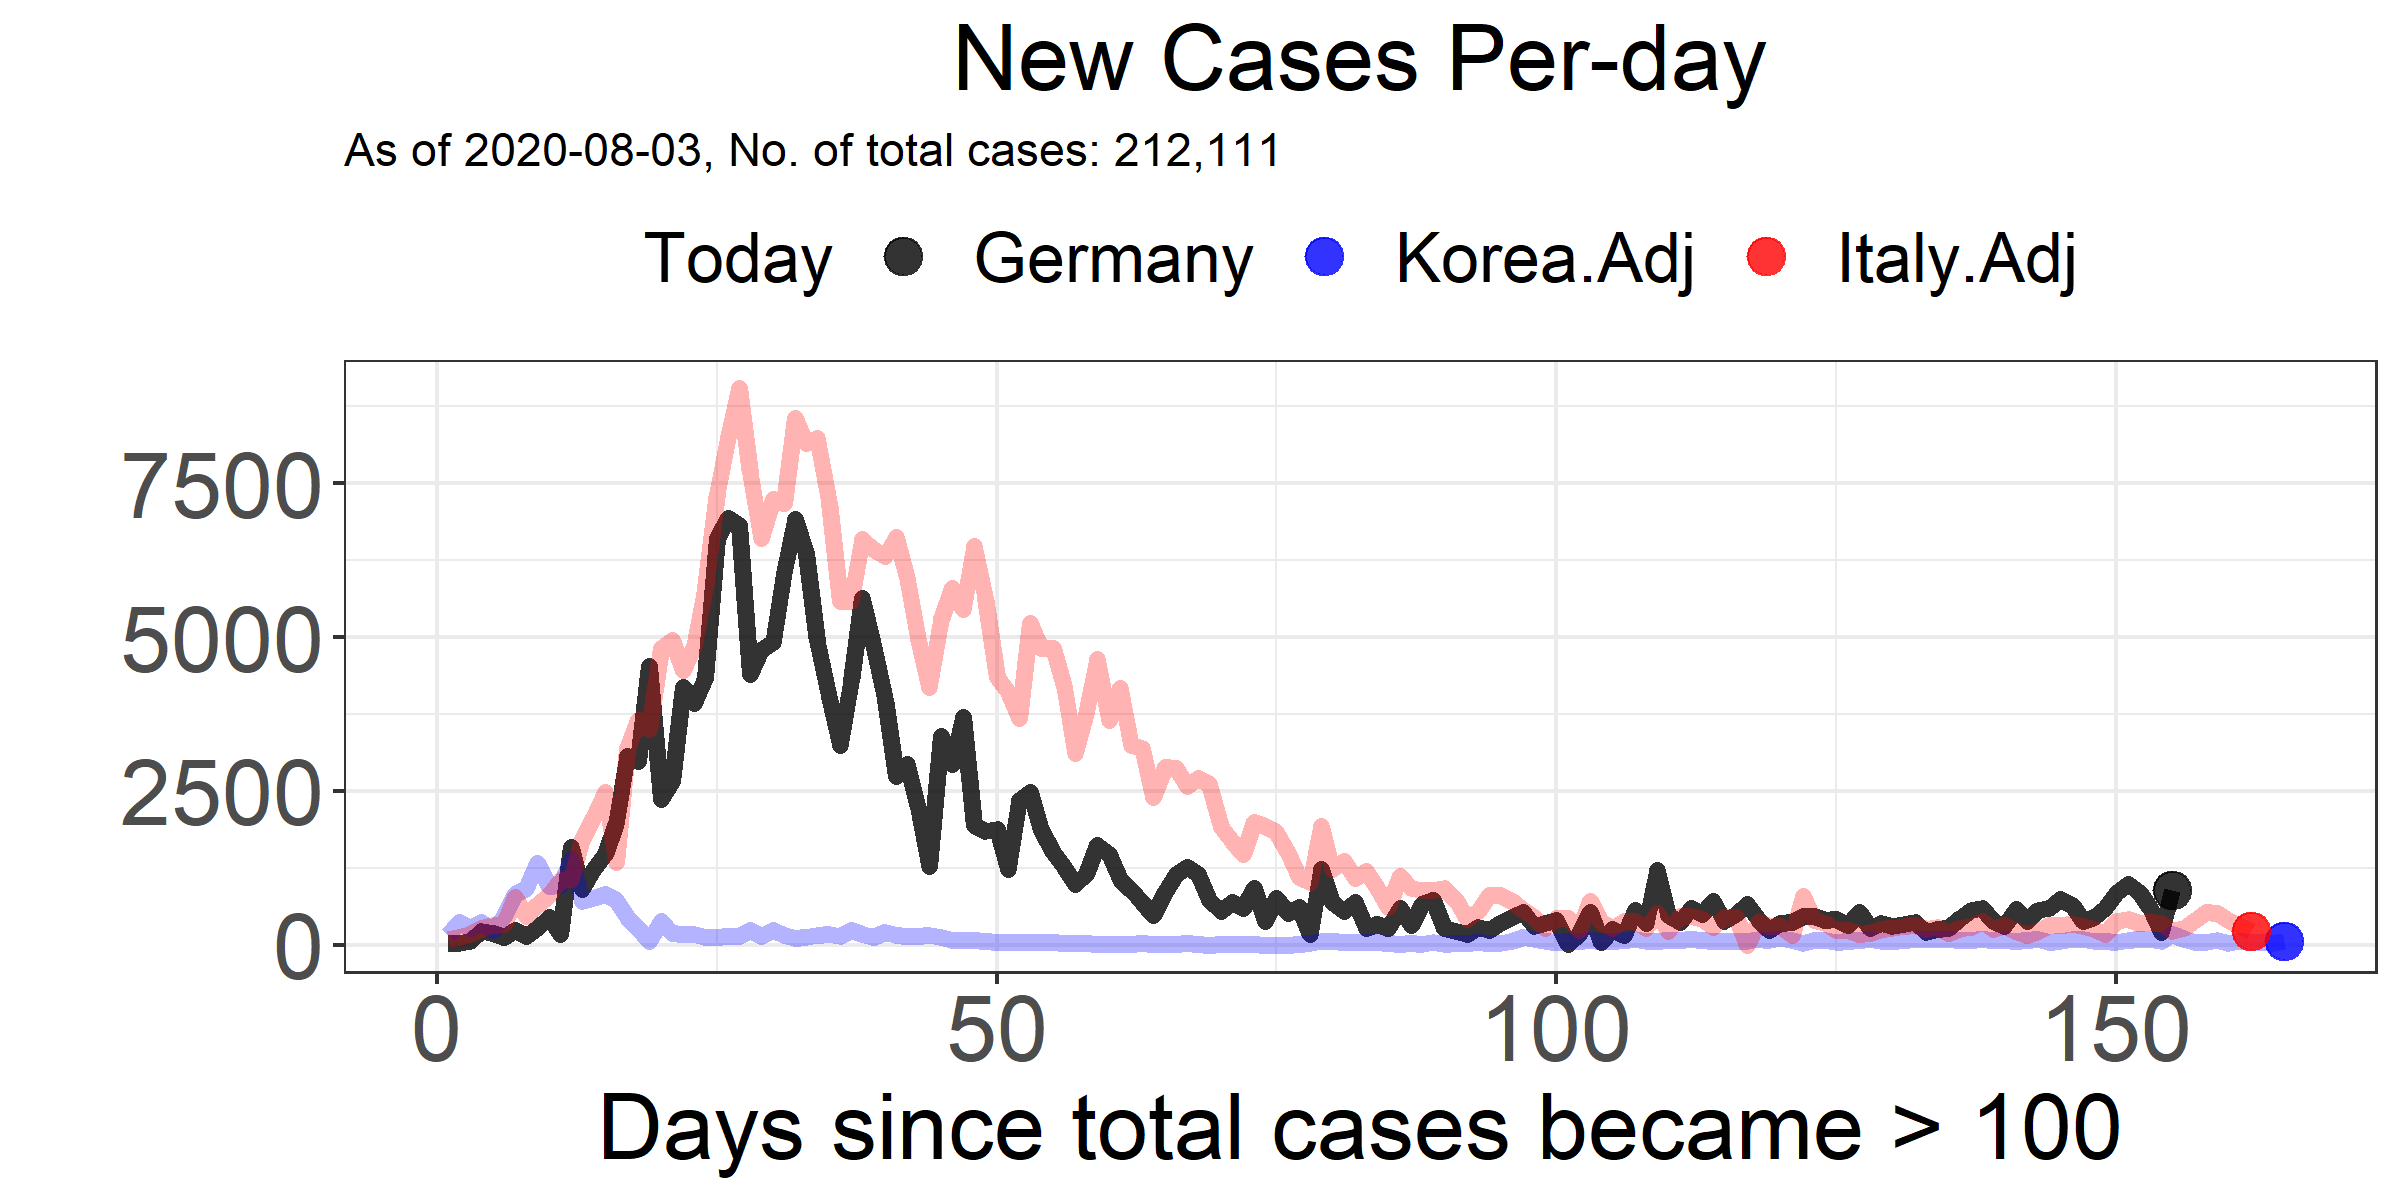 New Cases Per-day
As of 2020-08-03, No. of total cases: 212,111
Today Germany Korea.Adj Italy.Adj
7500
5000
2500
0
0 50 100 150
Days since total cases became > 100